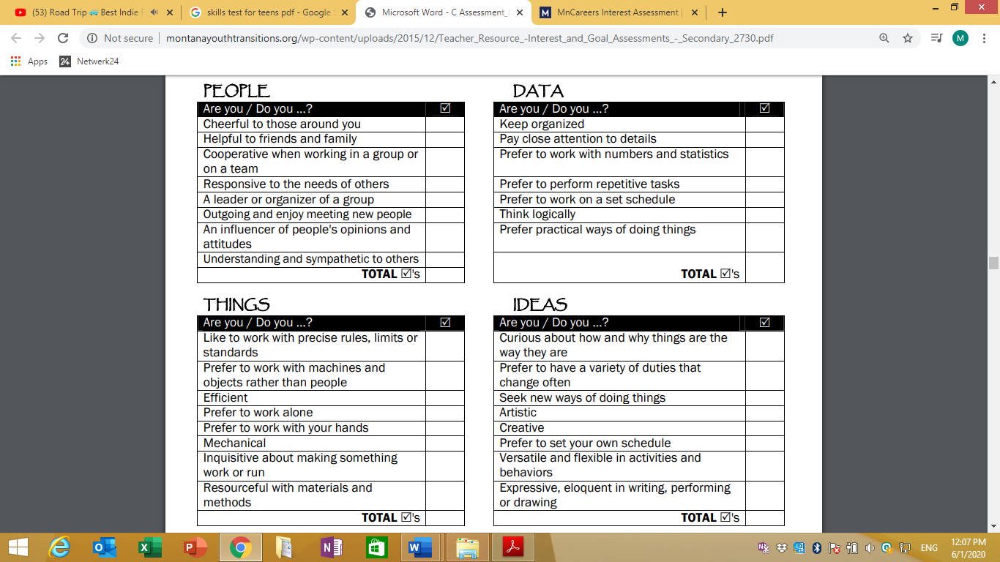 (53) Road Trip 🚙 Best Indie F
skills test for teens pdf - Google S
Microsoft Word - C Assessment_
MnCareers Interest Assessment |
Not secure | montanayouthtransitions.org/wp-content/uploads/2015/12/Teacher_Resource_-Interest_and_Goal_Assessments_-_Secondary_2730.pdf
M
Apps
24
Netwerk24
PEOPLE
Are you / Do you ...? ☑
Cheerful to those around you
Helpful to friends and family
Cooperative when working in a group or
on a team
Responsive to the needs of others
A leader or organizer of a group
Outgoing and enjoy meeting new people
An influencer of people's opinions and
attitudes
Understanding and sympathetic to others
TOTAL ☑'s
DATA
Are you / Do you ...? ☑
Keep organized
Pay close attention to details
Prefer to work with numbers and statistics
Prefer to perform repetitive tasks
Prefer to work on a set schedule
Think logically
Prefer practical ways of doing things
TOTAL ☑'s
THINGS
Are you / Do you ...? ☑
Like to work with precise rules, limits or
standards
Prefer to work with machines and
objects rather than people
Efficient
Prefer to work alone
Prefer to work with your hands
Mechanical
Inquisitive about making something
work or run
Resourceful with materials and
methods
TOTAL ☑'s
IDEAS
Are you / Do you ...? ☑
Curious about how and why things are the
way they are
Prefer to have a variety of duties that
change often
Seek new ways of doing things
Artistic
Creative
Prefer to set your own schedule
Versatile and flexible in activities and
behaviors
Expressive, eloquent in writing, performing
or drawing
TOTAL ☑'s
ENG
12:07 PM
6/1/2020